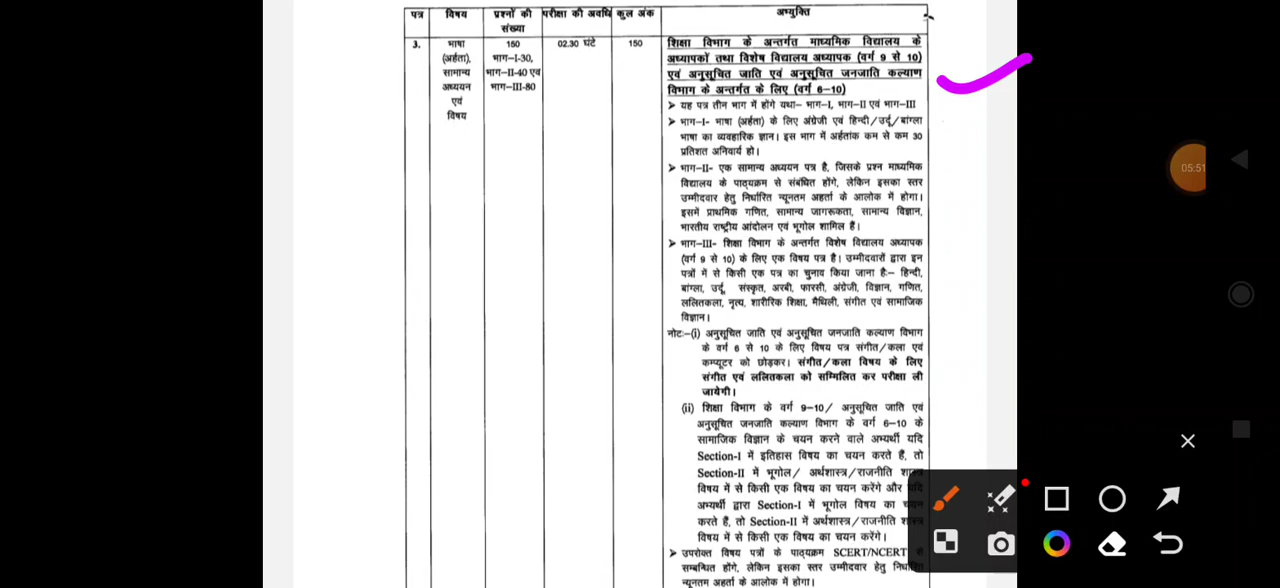 पत्र विषय प्रश्नों की परीक्षा की अवधि कुल अंक अभ्युक्ति
संख्या
3. भाषा 150 02.30 घंटे 150 शिक्षा विभाग के अन्तर्गत माध्यमिक विद्यालय के
(अर्हता), भाग-I-30, अध्यापकों तथा विशेष विद्यालय अध्यापक (वर्ग 9 से 10)
सामान्य भाग-II-40 एवं एवं अनुसूचित जाति एवं अनुसूचित जनजाति कल्याण
अध्ययन भाग-III-80 विभाग के अन्तर्गत के लिए (वर्ग 6-10)
एवं ➤ यह पत्र तीन भाग में होंगे यथा- भाग-I, भाग-II एवं भाग-III
विषय ➤ भाग-I- भाषा (अर्हता) के लिए अंग्रेजी एवं हिन्दी/उर्दू/बांग्ला
भाषा का व्यवहारिक ज्ञान। इस भाग में अर्हतांक कम से कम 30
प्रतिशत अनिवार्य हो।
➤ भाग-II- एक सामान्य अध्ययन पत्र है, जिसके प्रश्न माध्यमिक
विद्यालय के पाठ्यक्रम से संबंधित होंगे, लेकिन इसका स्तर
उम्मीदवार हेतु निर्धारित न्यूनतम अहर्ता के आलोक में होगा।
इसमें प्राथमिक गणित, सामान्य जागरूकता, सामान्य विज्ञान,
भारतीय राष्ट्रीय आंदोलन एवं भूगोल शामिल हैं।
➤ भाग-III- शिक्षा विभाग के अन्तर्गत विशेष विद्यालय अध्यापक
(वर्ग 9 से 10) के लिए एक विषय पत्र है। उम्मीदवारों द्वारा इन
पत्रों में से किसी एक पत्र का चुनाव किया जाना है:- हिन्दी,
बांग्ला, उर्दू, संस्कृत, अरबी, फारसी, अंग्रेजी, विज्ञान, गणित,
ललितकला, नृत्य, शारीरिक शिक्षा, मैथिली, संगीत एवं सामाजिक
विज्ञान।
नोटः-(i) अनुसूचित जाति एवं अनुसूचित जनजाति कल्याण विभाग
के वर्ग 6 से 10 के लिए विषय पत्र संगीत/कला एवं
कम्प्यूटर को छोड़कर। संगीत/कला विषय के लिए
संगीत एवं ललितकला को सम्मिलित कर परीक्षा ली
जायेगी।
(ii) शिक्षा विभाग के वर्ग 9-10/ अनुसूचित जाति एवं
अनुसूचित जनजाति कल्याण विभाग के वर्ग 6-10 के
सामाजिक विज्ञान के चयन करने वाले अभ्यर्थी यदि
Section-I में इतिहास विषय का चयन करते हैं, तो
Section-II में भूगोल/ अर्थशास्त्र/राजनीति
विषय में से किसी एक विषय का चयन करेंगे और
अभ्यर्थी द्वारा Section-I में भूगोल विषय का
करते हैं, तो Section-II में अर्थशास्त्र/राजनीति
विषय में से किसी एक विषय का चयन करेंगे।
➤ उपरोक्त विषय पत्रों के पाठ्यक्रम SCERT/NCERT
सम्बन्धित होंगे, लेकिन इसका स्तर उम्मीदवार हेतु
न्यूनतम अहर्ता के आलोक में होगा।
05:51